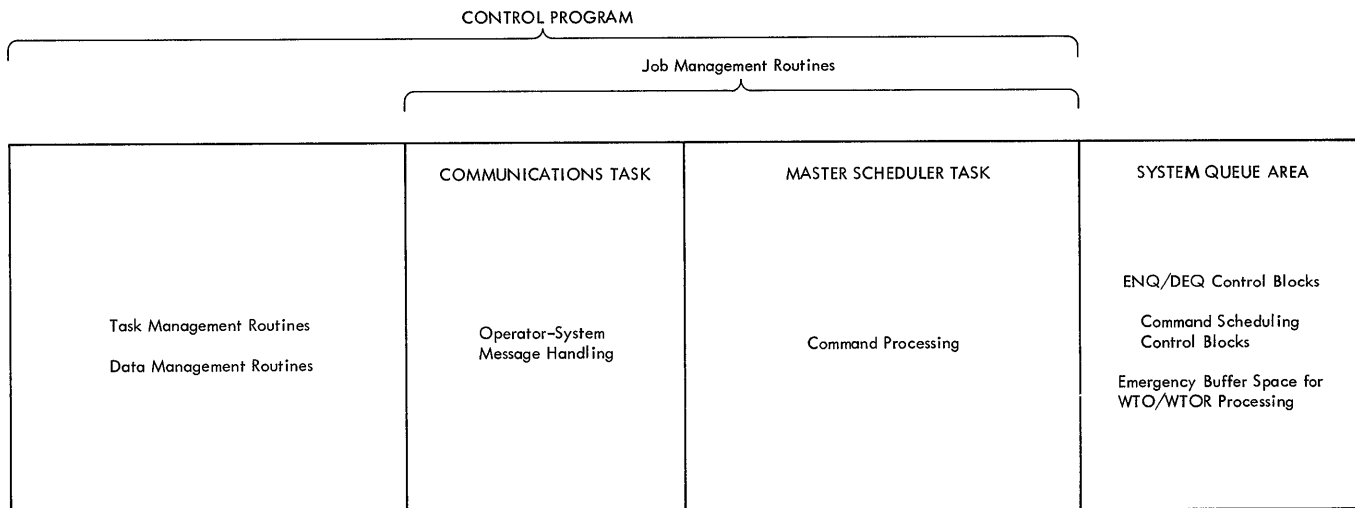 CONTROL PROGRAM
Job Management Routines
COMMUNICATIONS TASK
MASTER SCHEDULER TASK
SYSTEM QUEUE AREA
Task Management Routines
Data Management Routines
Operator-System
Message Handling
Command Processing
ENQ/DEQ Control Blocks
Command Scheduling
Control Blocks
Emergency Buffer Space for
WTO/WTOR Processing